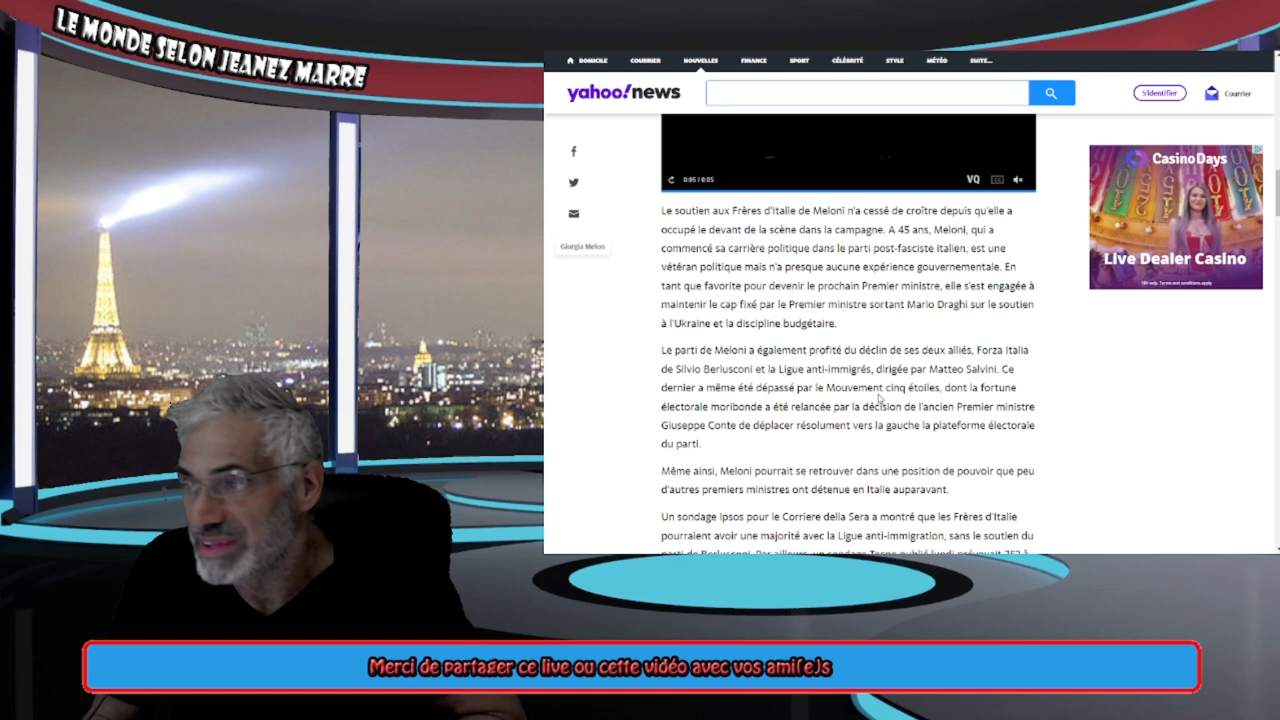 LE MONDE SELON JEANEZ MARRE
DOMICILE COURRIER NOUVELLES FINANCE SPORT CÉLÉBRITÉ STYLE MÉTÉO SUITE...
yahoo!news
S'identifier
Courrier
0:05 / 0:05
VQ
CC
Giorgia Melon
CasinoDays
Live Dealer Casino
18+ only. Terms and conditions apply
Le soutien aux Frères d'Italie de Meloni n'a cessé de croître depuis qu'elle a
occupé le devant de la scène dans la campagne. A 45 ans, Meloni, qui a
commencé sa carrière politique dans le parti post-fasciste italien, est une
vétéran politique mais n'a presque aucune expérience gouvernementale. En
tant que favorite pour devenir le prochain Premier ministre, elle s'est engagée à
maintenir le cap fixé par le Premier ministre sortant Mario Draghi sur le soutien
à l'Ukraine et la discipline budgétaire.
Le parti de Meloni a également profité du déclin de ses deux alliés, Forza Italia
de Silvio Berlusconi et la Ligue anti-immigrés, dirigée par Matteo Salvini. Ce
dernier a même été dépassé par le Mouvement cinq étoiles, dont la fortune
électorale moribonde a été relancée par la décision de l'ancien Premier ministre
Giuseppe Conte de déplacer résolument vers la gauche la plateforme électorale
du parti.
Même ainsi, Meloni pourrait se retrouver dans une position de pouvoir que peu
d'autres premiers ministres ont détenue en Italie auparavant.
Un sondage Ipsos pour le Corriere della Sera a montré que les Frères d'Italie
pourraient avoir une majorité avec la Ligue anti-immigration, sans le soutien du
Merci de partager ce live ou cette vidéo avec vos ami(e)s